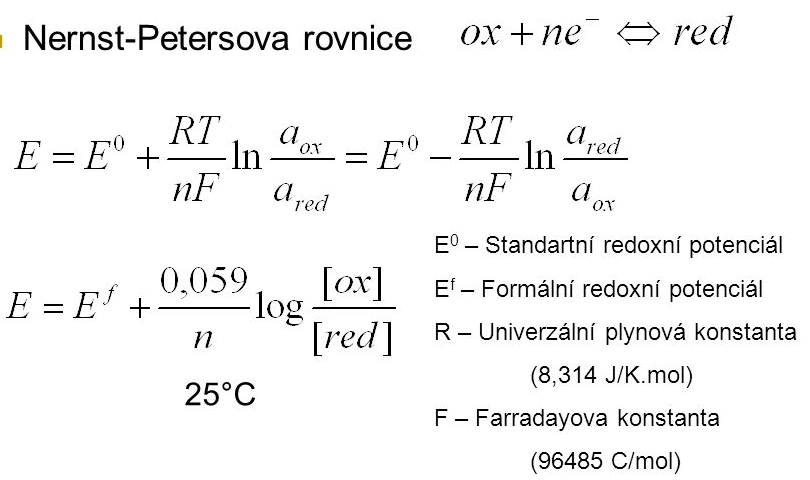 Nernst-Petersova rovnice ox + ne⁻ ⇔ red
E = E⁰ + RT/nF ln a_ox/a_red = E⁰ − RT/nF ln a_red/a_ox
E⁰ – Standartní redoxní potenciál
E = E^f + 0,059/n log [ox]/[red]
E^f – Formální redoxní potenciál
R – Univerzální plynová konstanta
(8,314 J/K.mol)
25°C
F – Farradayova konstanta
(96485 C/mol)